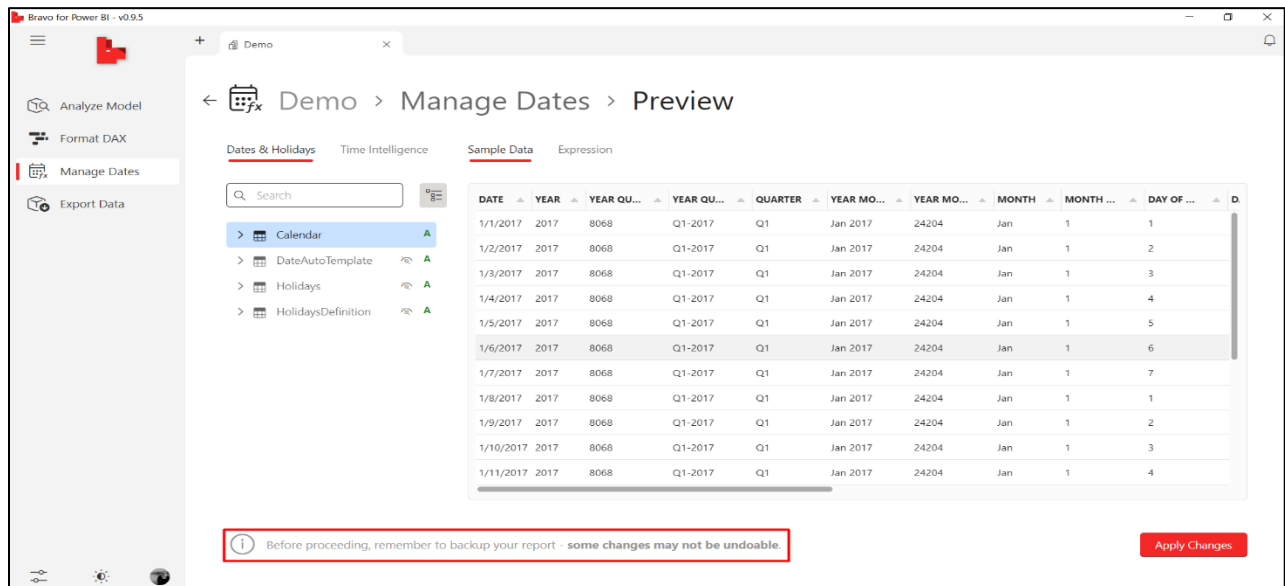 Bravo for Power BI - v0.9.5
Demo
Analyze Model
Format DAX
Manage Dates
Export Data
Demo > Manage Dates > Preview
Dates & Holidays Time Intelligence Sample Data Expression
Search
Calendar A
DateAutoTemplate A
Holidays A
HolidaysDefinition A
DATE YEAR YEAR QU... YEAR QU... QUARTER YEAR MO... YEAR MO... MONTH MONTH ... DAY OF ... D.
1/1/2017 2017 8068 Q1-2017 Q1 Jan 2017 24204 Jan 1 1
1/2/2017 2017 8068 Q1-2017 Q1 Jan 2017 24204 Jan 1 2
1/3/2017 2017 8068 Q1-2017 Q1 Jan 2017 24204 Jan 1 3
1/4/2017 2017 8068 Q1-2017 Q1 Jan 2017 24204 Jan 1 4
1/5/2017 2017 8068 Q1-2017 Q1 Jan 2017 24204 Jan 1 5
1/6/2017 2017 8068 Q1-2017 Q1 Jan 2017 24204 Jan 1 6
1/7/2017 2017 8068 Q1-2017 Q1 Jan 2017 24204 Jan 1 7
1/8/2017 2017 8068 Q1-2017 Q1 Jan 2017 24204 Jan 1 1
1/9/2017 2017 8068 Q1-2017 Q1 Jan 2017 24204 Jan 1 2
1/10/2017 2017 8068 Q1-2017 Q1 Jan 2017 24204 Jan 1 3
1/11/2017 2017 8068 Q1-2017 Q1 Jan 2017 24204 Jan 1 4
Before proceeding, remember to backup your report - some changes may not be undoable.
Apply Changes